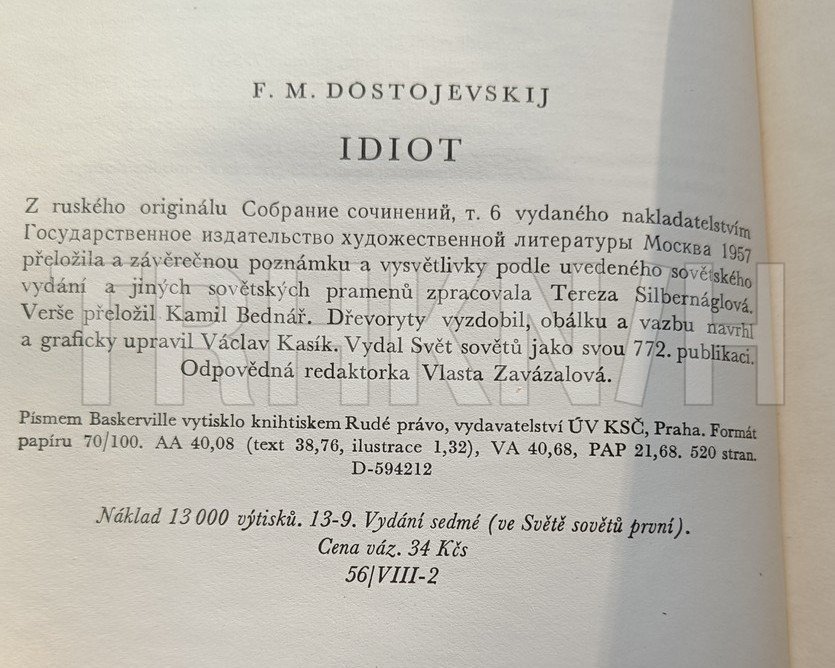 F. M. DOSTOJEVSKIJ
IDIOT
Z ruského originálu Собрание сочинений, т. 6 vydaného nakladatelstvím
Государственное издательство художественной литературы Москва 1957
přeložila a závěrečnou poznámku a vysvětlivky podle uvedeného sovětského
vydání a jiných sovětských pramenů zpracovala Tereza Silbernáglová.
Verše přeložil Kamil Bednář. Dřevoryty vyzdobil, obálku a vazbu navrhl
a graficky upravil Václav Kasík. Vydal Svět sovětů jako svou 772. publikaci.
Odpovědná redaktorka Vlasta Zavázalová.
Písmem Baskerville vytisklo knihtiskem Rudé právo, vydavatelství ÚV KSČ, Praha. Formát
papíru 70/100. AA 40,08 (text 38,76, ilustrace 1,32), VA 40,68, PAP 21,68. 520 stran.
D-594212
Náklad 13 000 výtisků. 13-9. Vydání sedmé (ve Světě sovětů první).
Cena váz. 34 Kčs
56/VIII-2